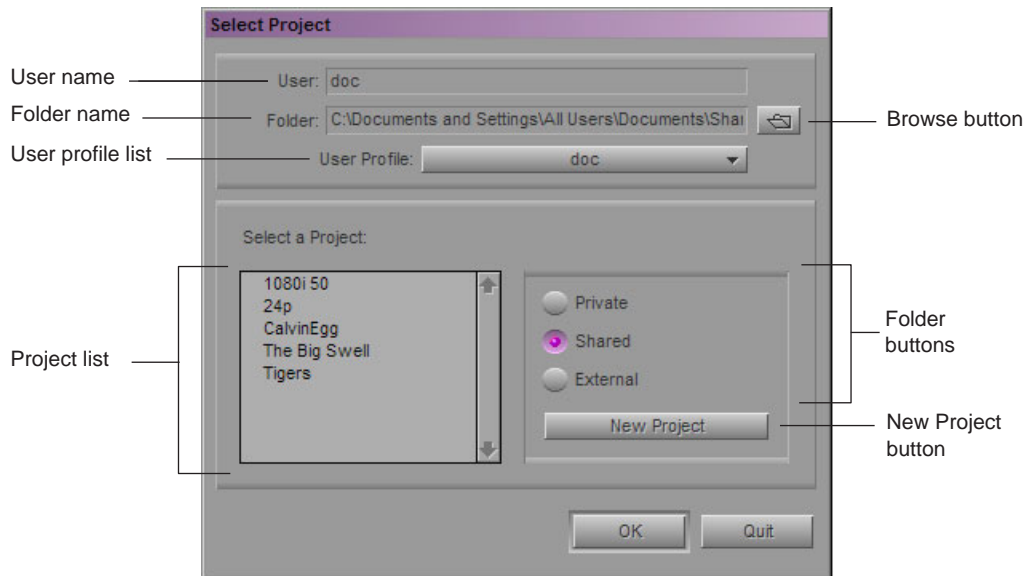 Select Project
User name
User: doc
Folder name
Folder: C:\Documents and Settings\All Users\Documents\Shar
Browse button
User profile list
User Profile: doc
Select a Project:
1080i 50
24p
CalvinEgg
The Big Swell
Tigers
Project list
Private
Shared
External
Folder
buttons
New Project
New Project
button
OK
Quit